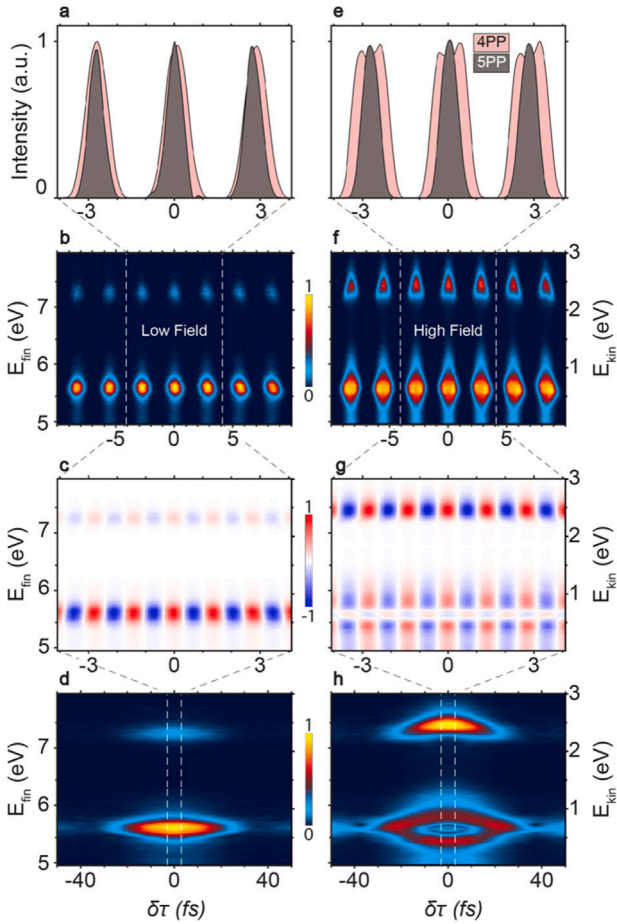 a
e
Intensity (a.u.)
1
0
-3
0
3
4PP
5PP
-3
0
3
b
f
E_fin (eV)
7
6
5
Low Field
1
0
High Field
3
2
1
E_kin (eV)
-5
0
5
-5
0
5
c
g
E_fin (eV)
7
6
5
1
-1
3
2
1
E_kin (eV)
-3
0
3
-3
0
3
d
h
E_fin (eV)
7
6
5
1
0
3
2
1
E_kin (eV)
-40
0
40
-40
0
40
δτ (fs)
δτ (fs)